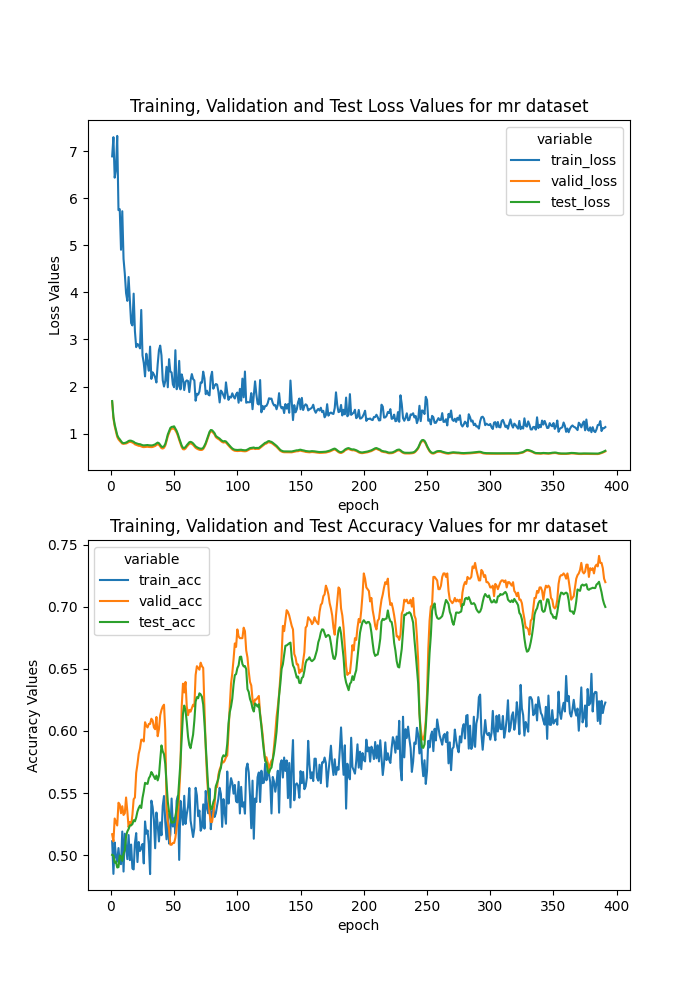 Training, Validation and Test Loss Values for mr dataset
7
6
5
4
3
2
1
Loss Values
variable
train_loss
valid_loss
test_loss
0 50 100 150 200 250 300 350 400
epoch
Training, Validation and Test Accuracy Values for mr dataset
0.75
0.70
0.65
0.60
0.55
0.50
Accuracy Values
variable
train_acc
valid_acc
test_acc
0 50 100 150 200 250 300 350 400
epoch